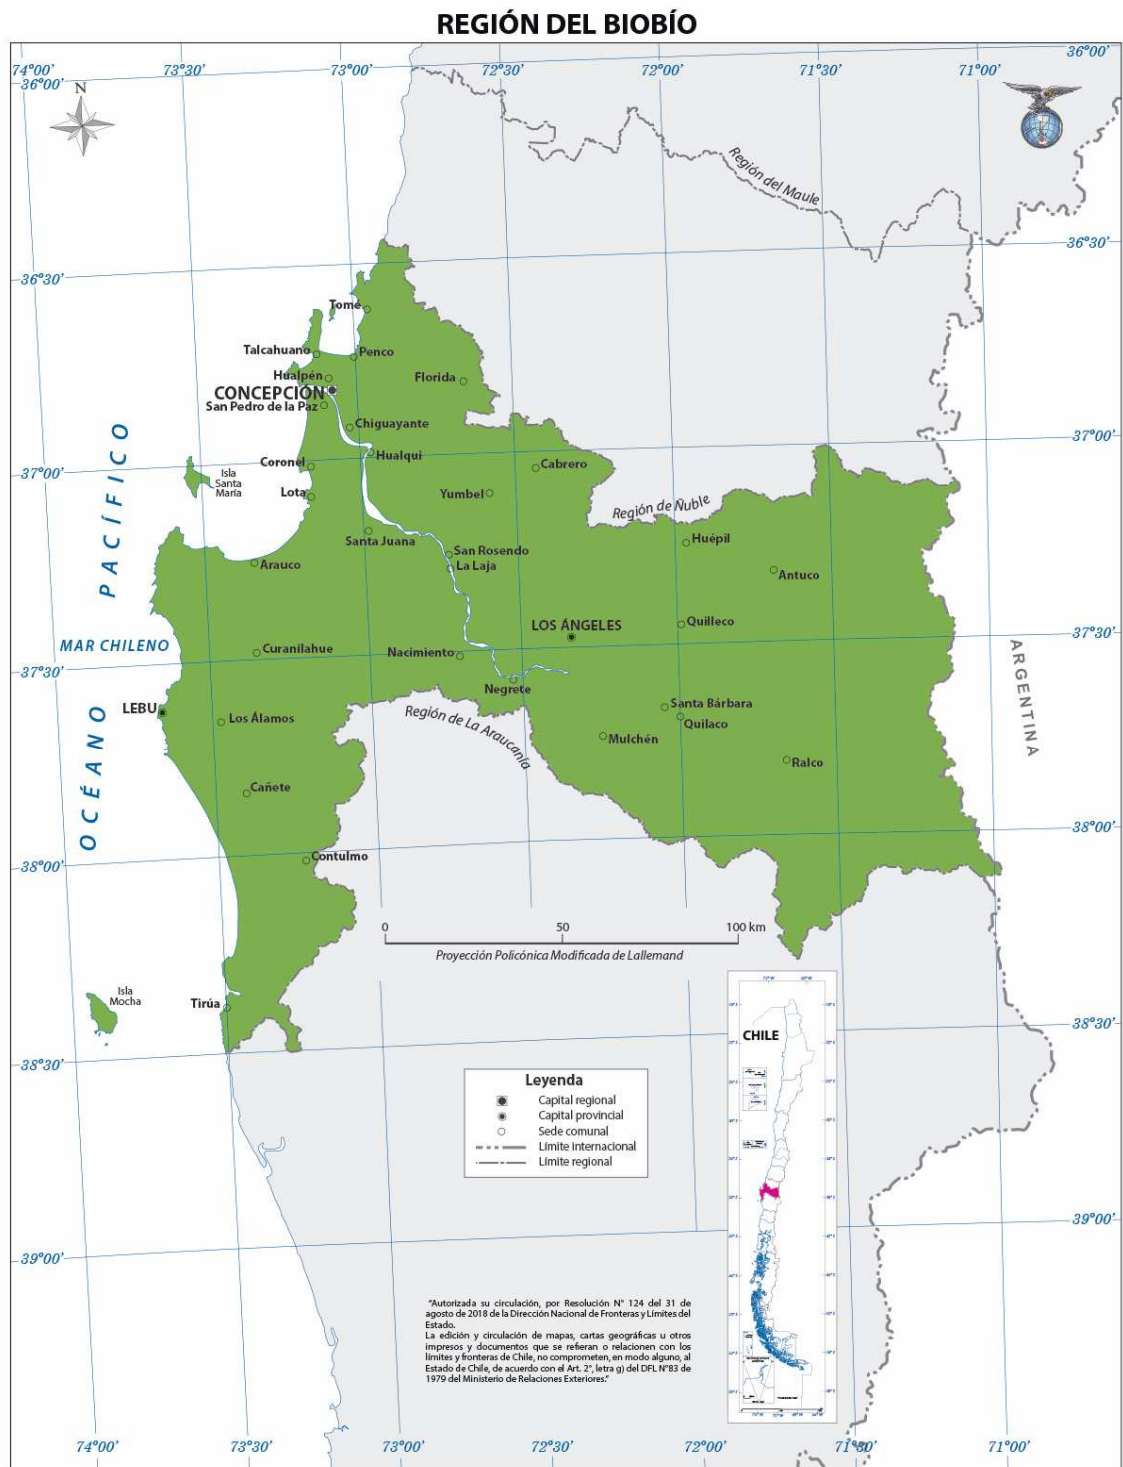 REGIÓN DEL BIOBÍO
36°00'
74°00'
73°30'
73°00'
72°30'
72°00'
71°30'
71°00'
36°00'
N
Región del Maule
36°30'
36°30'
Tomé
Talcahuano
Penco
Hualpén
Florida
CONCEPCIÓN
San Pedro de la Paz
Chiguayante
37°00'
Hualqui
Coronel
Cabrero
37°00'
Isla
Santa
María
Lota
Yumbel
Región de Ñuble
PACÍFICO
Santa Juana
Huépil
San Rosendo
La Laja
Arauco
Antuco
LOS ÁNGELES
Quilleco
37°30'
MAR CHILENO
Curanilahue
Nacimiento
ARGENTINA
37°30'
Negrete
LEBU
Los Álamos
Santa Bárbara
Quilaco
Región de La Araucanía
Mulchén
Ralco
OCÉANO
Cañete
38°00'
Contulmo
38°00'
0
50
100 km
Proyección Policónica Modificada de Lallemand
Isla
Mocha
Tirúa
38°30'
CHILE
38°30'
Leyenda
Capital regional
Capital provincial
Sede comunal
Límite internacional
Límite regional
39°00'
39°00'
"Autorizada su circulación, por Resolución N° 124 del 31 de
agosto de 2018 de la Dirección Nacional de Fronteras y Límites del
Estado.
La edición y circulación de mapas, cartas geográficas u otros
impresos y documentos que se refieran o relacionen con los
límites y fronteras de Chile, no comprometen, en modo alguno, al
Estado de Chile, de acuerdo con el Art. 2°, letra g) del DFL N°83 de
1979 del Ministerio de Relaciones Exteriores."
74°00'
73°30'
73°00'
72°30'
72°00'
71°30'
71°00'